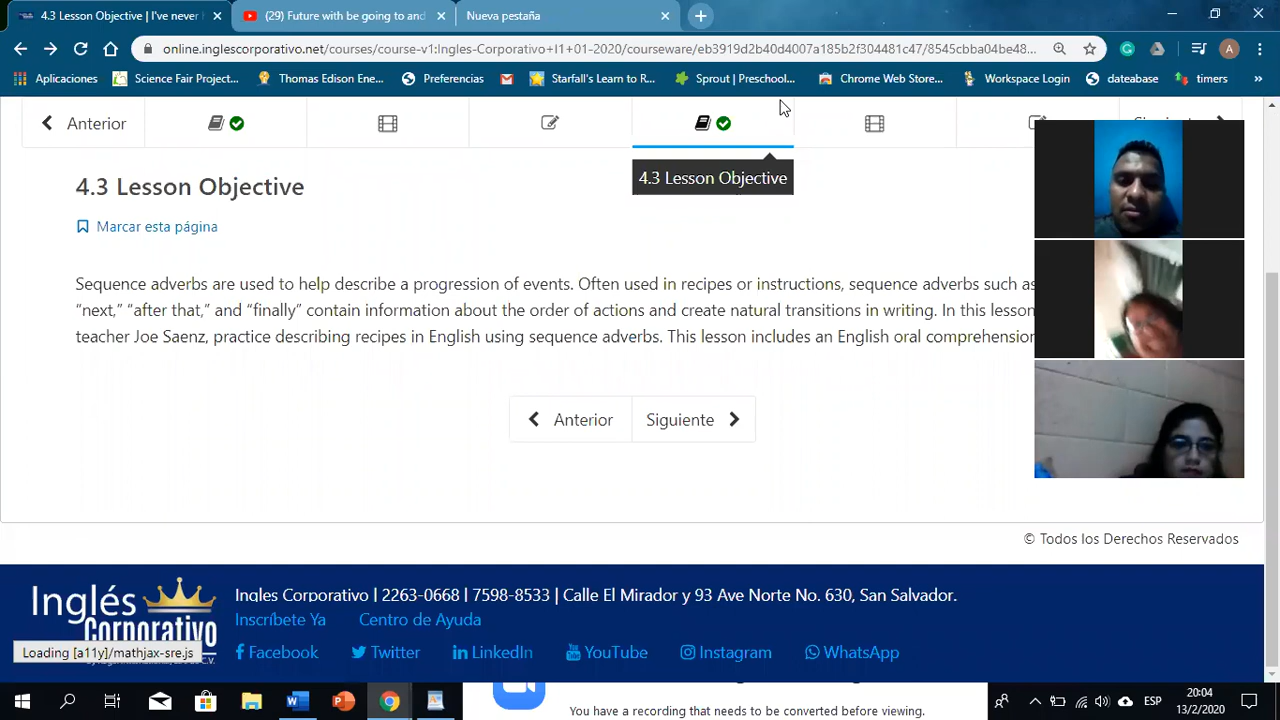 4.3 Lesson Objective | I've never h
(29) Future with be going to and
Nueva pestaña
online.inglescorporativo.net/courses/course-v1:Ingles-Corporativo+I1+01-2020/courseware/eb3919d2b40d4007a185b2f304481c47/8545cbba04be48...
A
Aplicaciones
Science Fair Project...
Thomas Edison Ene...
Preferencias
Starfall's Learn to R...
Sprout | Preschool...
Chrome Web Store...
Workspace Login
dateabase
timers
»
Anterior
4.3 Lesson Objective
4.3 Lesson Objective
Marcar esta página
Sequence adverbs are used to help describe a progression of events. Often used in recipes or instructions, sequence adverbs such as
“next,” “after that,” and “finally” contain information about the order of actions and create natural transitions in writing. In this lesson
teacher Joe Saenz, practice describing recipes in English using sequence adverbs. This lesson includes an English oral comprehension
Anterior
Siguiente
© Todos los Derechos Reservados
Inglés
Corporativo
Ingles Corporativo | 2263-0668 | 7598-8533 | Calle El Mirador y 93 Ave Norte No. 630, San Salvador.
Inscríbete Ya
Centro de Ayuda
Facebook
Twitter
LinkedIn
YouTube
Instagram
WhatsApp
Loading [a11y]/mathjax-sre.js
You have a recording that needs to be converted before viewing.
ESP
20:04
13/2/2020